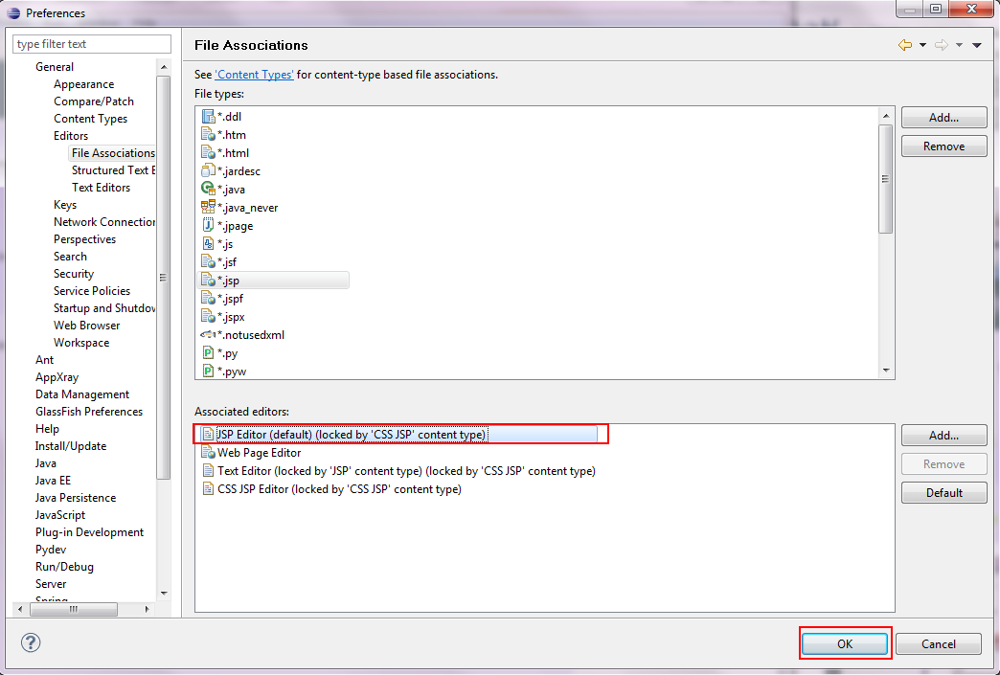 Preferences
type filter text
General
Appearance
Compare/Patch
Content Types
Editors
File Associations
Structured Text E
Text Editors
Keys
Network Connection
Perspectives
Search
Security
Service Policies
Startup and Shutdov
Web Browser
Workspace
Ant
AppXray
Data Management
GlassFish Preferences
Help
Install/Update
Java
Java EE
Java Persistence
JavaScript
Plug-in Development
Pydev
Run/Debug
Server
Spring
File Associations
See 'Content Types' for content-type based file associations.
File types:
*.ddl
*.htm
*.html
*.jardesc
*.java
*.java_never
*.jpage
*.js
*.jsf
*.jsp
*.jspf
*.jspx
*.notusedxml
*.py
*.pyw
Add...
Remove
Associated editors:
JSP Editor (default) (locked by 'CSS JSP' content type)
Web Page Editor
Text Editor (locked by 'JSP' content type) (locked by 'CSS JSP' content type)
CSS JSP Editor (locked by 'CSS JSP' content type)
Add...
Remove
Default
?
OK
Cancel